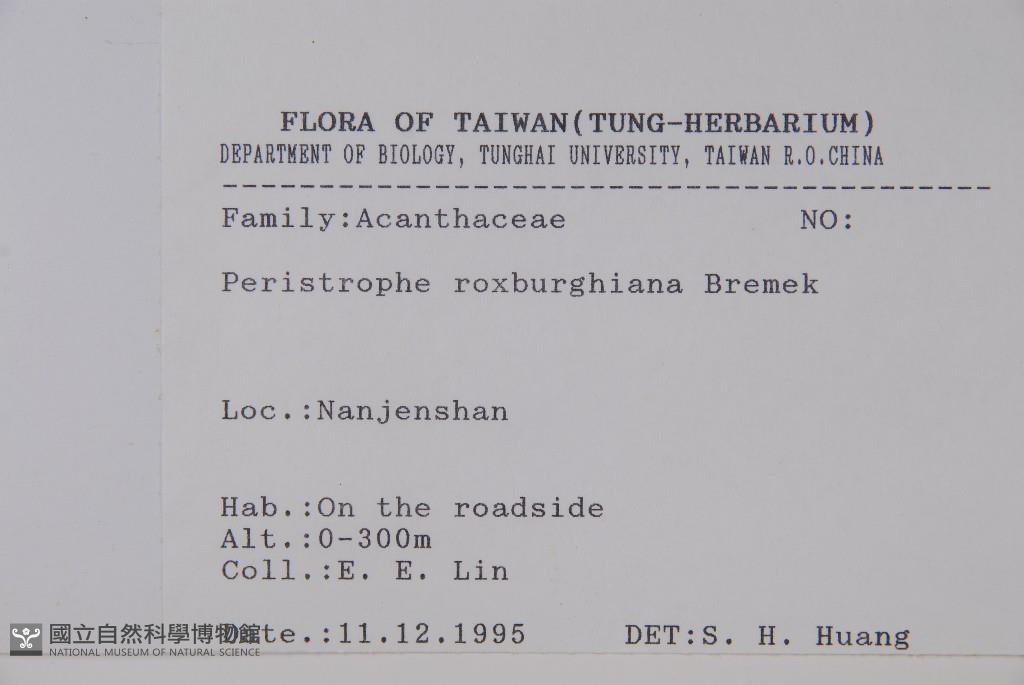 FLORA OF TAIWAN(TUNG-HERBARIUM)
DEPARTMENT OF BIOLOGY, TUNGHAI UNIVERSITY, TAIWAN R.O.CHINA
----------------------------------------
Family:Acanthaceae NO:
Peristrophe roxburghiana Bremek
Loc.:Nanjenshan
Hab.:On the roadside
Alt.:0-300m
Coll.:E. E. Lin
Date.:11.12.1995 DET:S. H. Huang
國立自然科學博物館
NATIONAL MUSEUM OF NATURAL SCIENCE